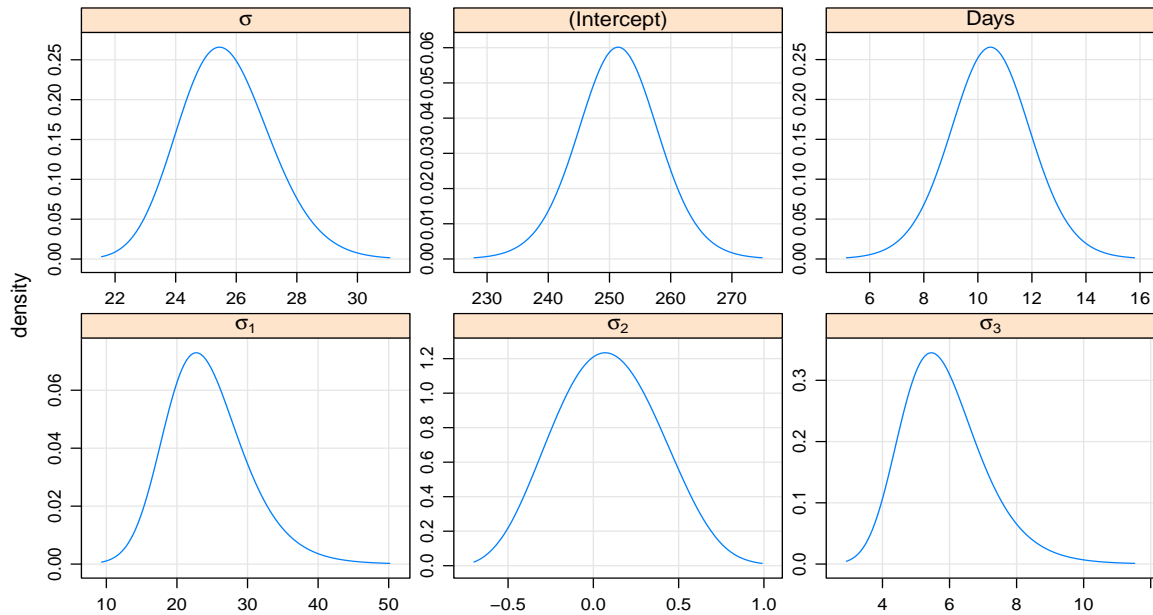 σ
(Intercept)
Days
density
0.00 0.05 0.10 0.15 0.20 0.25
22 24 26 28 30
0.00 0.01 0.02 0.03 0.04 0.05 0.06
230 240 250 260 270
0.00 0.05 0.10 0.15 0.20 0.25
6 8 10 12 14 16
σ₁
σ₂
σ₃
0.00 0.02 0.04 0.06
10 20 30 40 50
0.0 0.2 0.4 0.6 0.8 1.0 1.2
−0.5 0.0 0.5 1.0
0.0 0.1 0.2 0.3
4 6 8 10